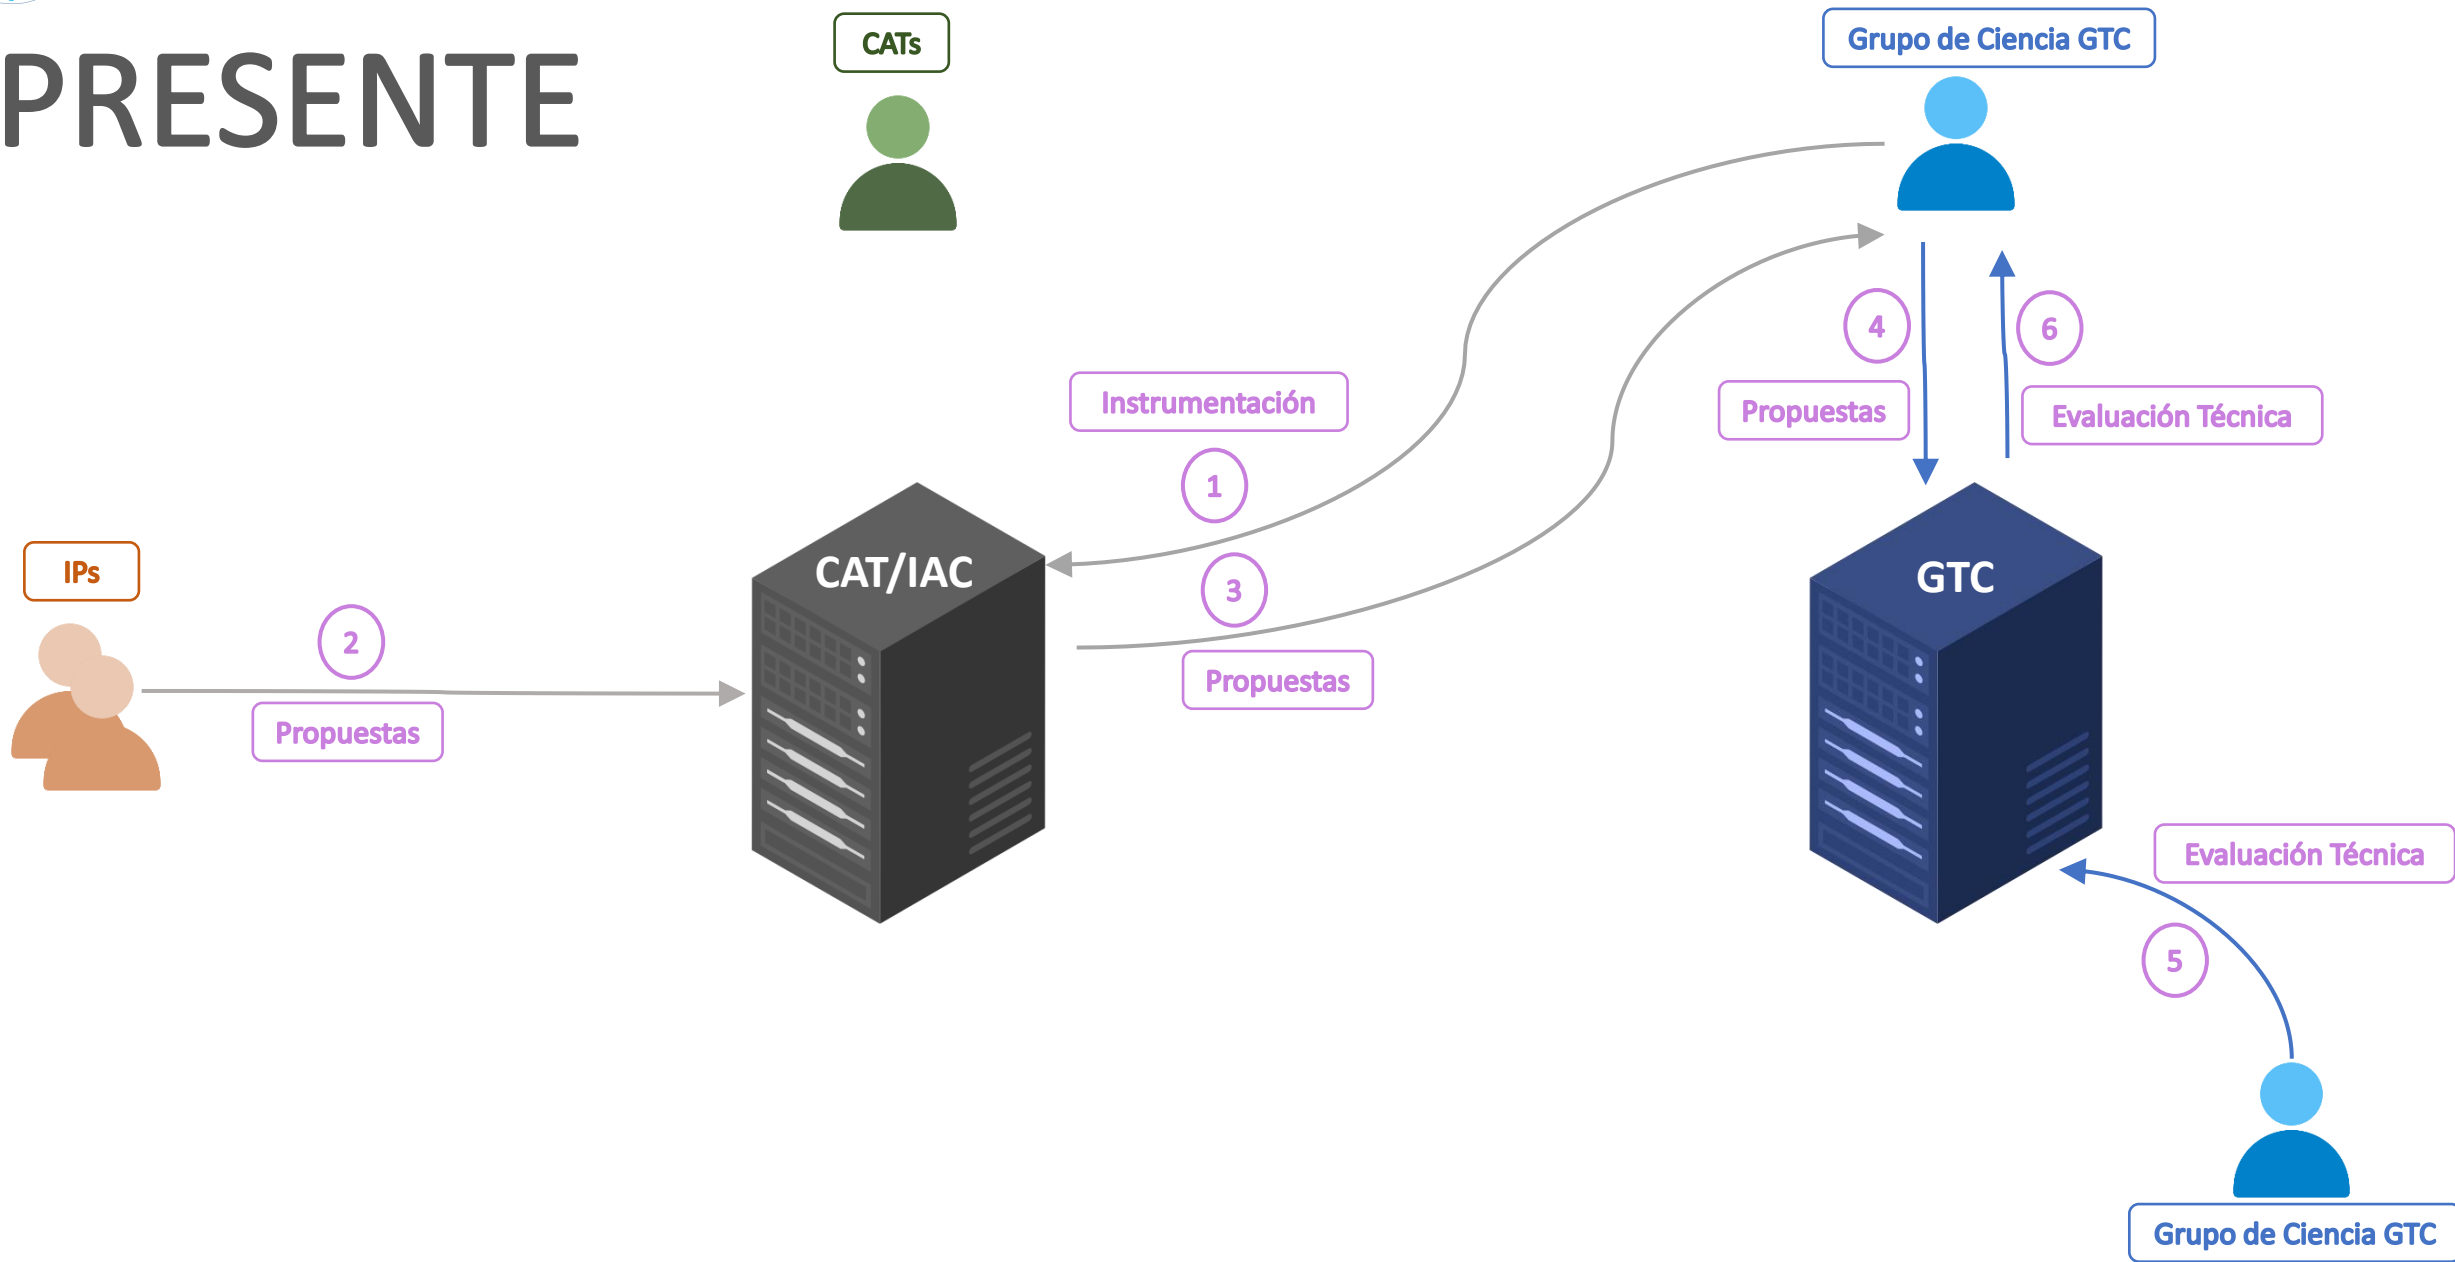 PRESENTE
CATs
Grupo de Ciencia GTC
4
6
Instrumentación
Propuestas
Evaluación Técnica
1
CAT/IAC
GTC
IPs
3
2
Propuestas
Propuestas
Evaluación Técnica
5
Grupo de Ciencia GTC